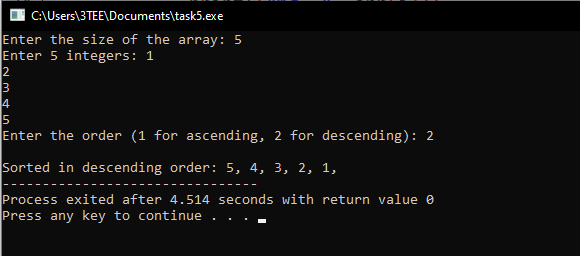 C:\Users\3TEE\Documents\task5.exe
Enter the size of the array: 5
Enter 5 integers: 1
2
3
4
5
Enter the order (1 for ascending, 2 for descending): 2
Sorted in descending order: 5, 4, 3, 2, 1,
--------------------------------
Process exited after 4.514 seconds with return value 0
Press any key to continue . . .